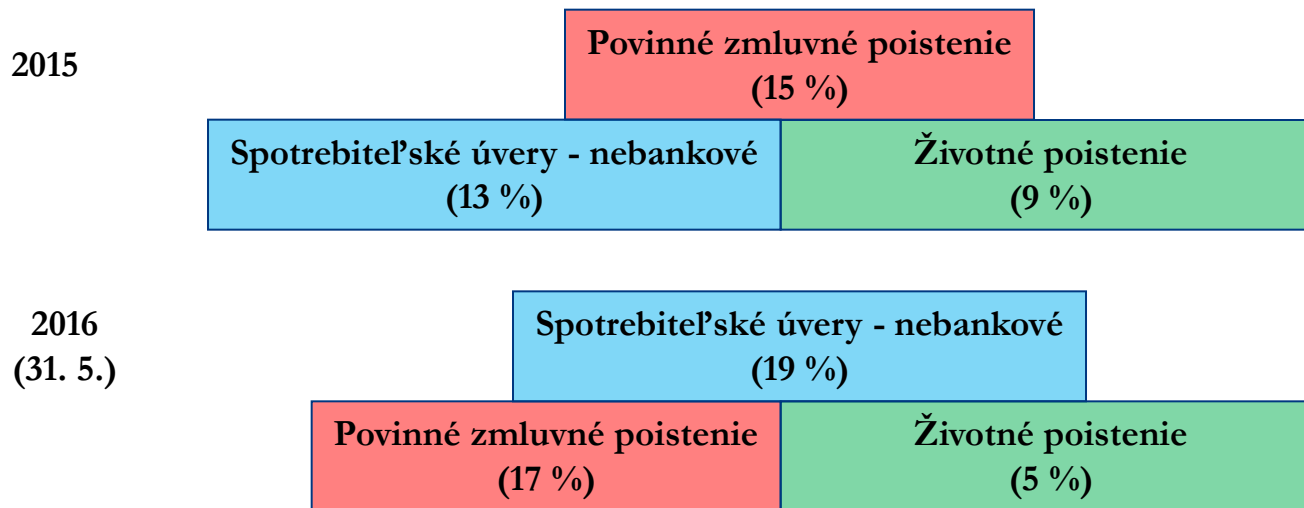 2015
Povinné zmluvné poistenie
(15 %)
Spotrebiteľské úvery - nebankové
(13 %)
Životné poistenie
(9 %)
2016
(31. 5.)
Spotrebiteľské úvery - nebankové
(19 %)
Povinné zmluvné poistenie
(17 %)
Životné poistenie
(5 %)